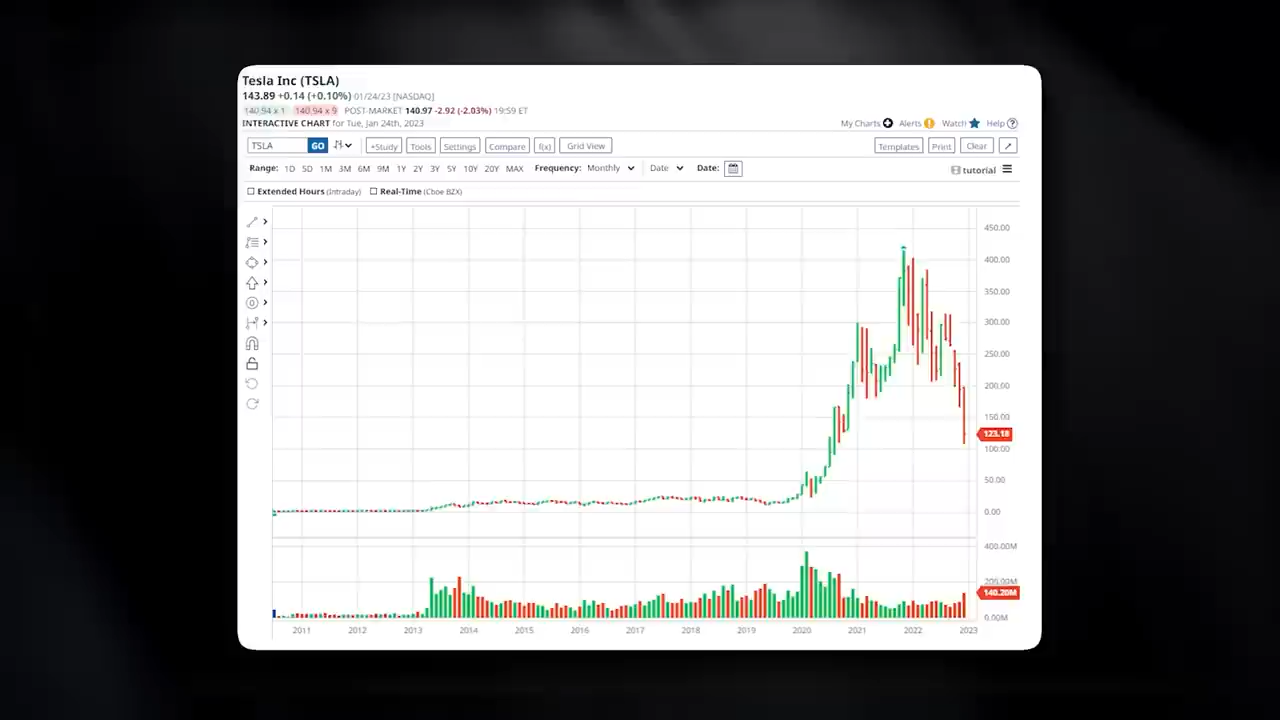 Tesla Inc (TSLA)
143.89 +0.14 (+0.10%) 01/24/23 [NASDAQ]
140.94 x 1 140.94 x 9 POST-MARKET 140.97 -2.92 (-2.03%) 19:59 ET
INTERACTIVE CHART for Tue, Jan 24th, 2023
My Charts Alerts Watch Help
TSLA GO +Study Tools Settings Compare f(x) Grid View Templates Print Clear
Range: 1D 5D 1M 3M 6M 9M 1Y 2Y 3Y 5Y 10Y 20Y MAX Frequency: Monthly Date Date: tutorial
Extended Hours (Intraday) Real-Time (Cboe BZX)
450.00
400.00
350.00
300.00
250.00
200.00
150.00
123.18
100.00
50.00
0.00
400.00M
200.00M
140.20M
0.00M
2011 2012 2013 2014 2015 2016 2017 2018 2019 2020 2021 2022 2023